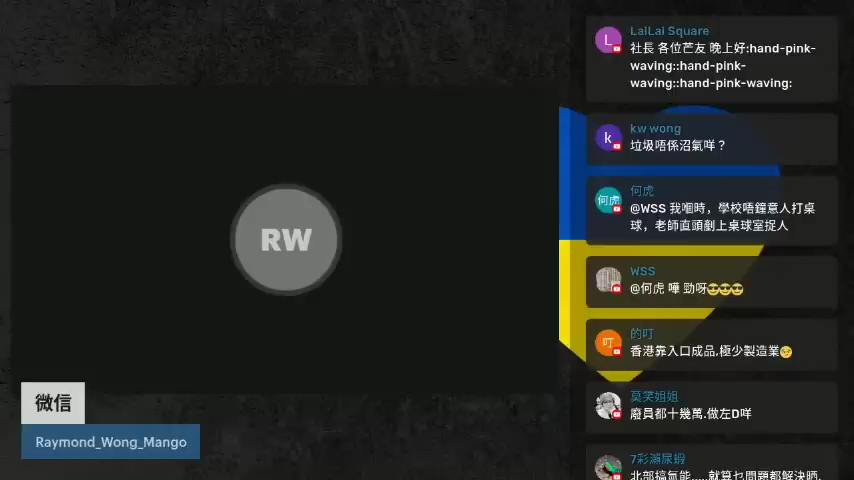 RW
微信
Raymond_Wong_Mango
LaiLai Square
社長 各位芒友 晚上好:hand-pink-
waving::hand-pink-
waving::hand-pink-waving:
kw wong
垃圾唔係沼氣咩？
何虎
@WSS 我嗰時，學校唔鐘意人打桌
球，老師直頭劏上桌球室捉人
WSS
@何虎 嘩 勁呀😎😎😎
的叮
香港靠入口成品,極少製造業🥺
莫哭姐姐
廢員都十幾萬.做左D咩
7彩瀨尿蝦
北部搞氫能.....就算乜問題都解決晒,